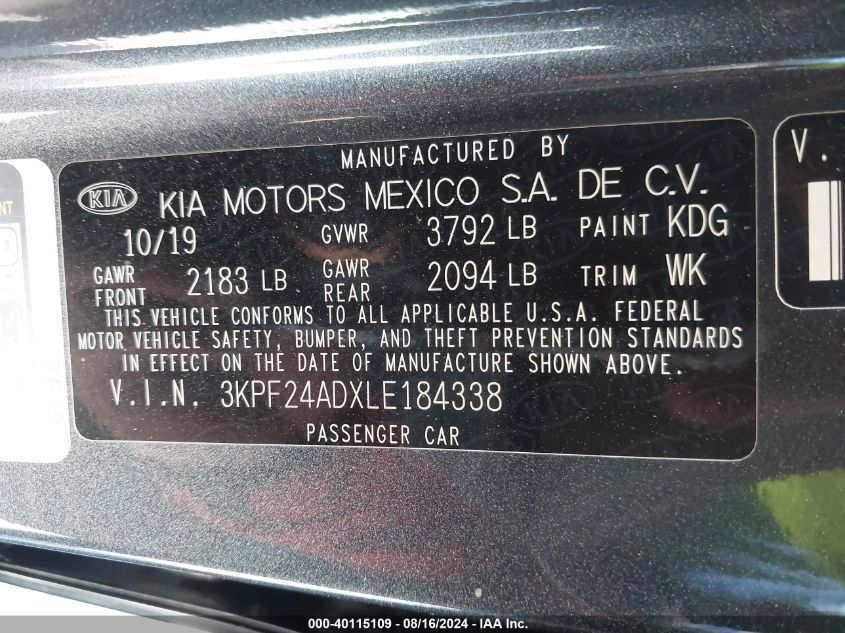 MANUFACTURED BY
KIA KIA MOTORS MEXICO S.A. DE C.V.
10/19 GVWR 3792 LB PAINT KDG
GAWR FRONT 2183 LB GAWR REAR 2094 LB TRIM WK
THIS VEHICLE CONFORMS TO ALL APPLICABLE U.S.A. FEDERAL
MOTOR VEHICLE SAFETY, BUMPER, AND THEFT PREVENTION STANDARDS
IN EFFECT ON THE DATE OF MANUFACTURE SHOWN ABOVE.
V.I.N. 3KPF24ADXLE184338
PASSENGER CAR
V.
000-40115109 - 08/16/2024 - IAA Inc.